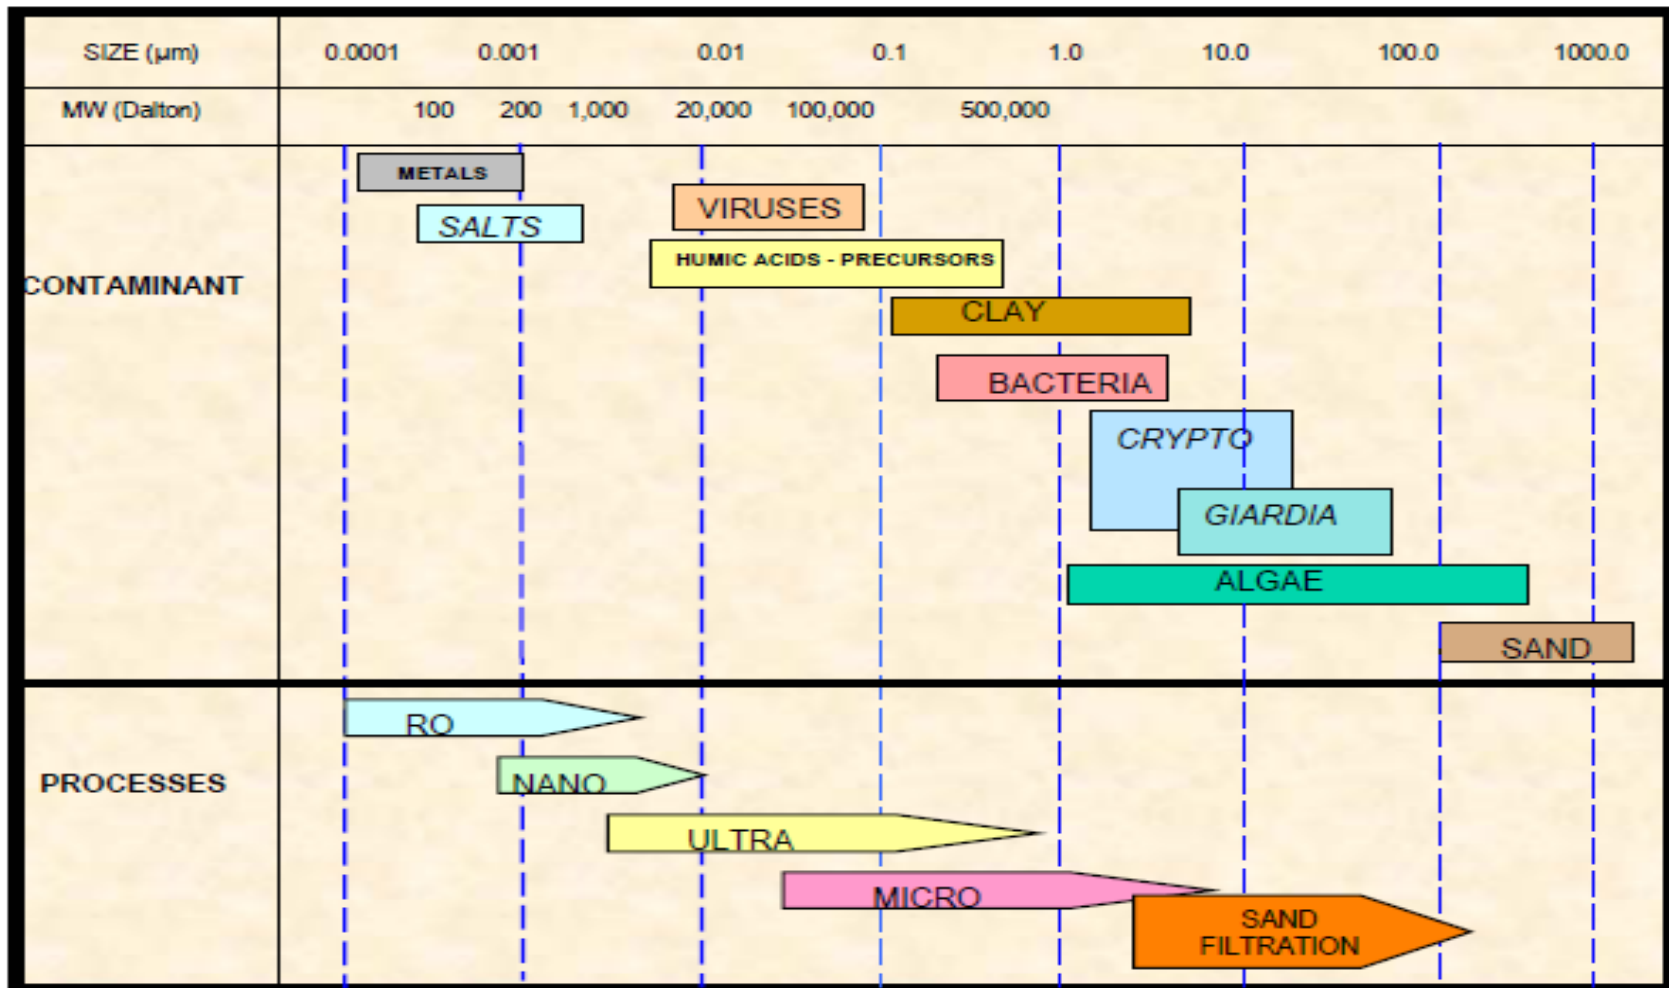 SIZE (µm) 0.0001 0.001 0.01 0.1 1.0 10.0 100.0 1000.0
MW (Dalton) 100 200 1,000 20,000 100,000 500,000
METALS
VIRUSES
SALTS
HUMIC ACIDS - PRECURSORS
CONTAMINANT
CLAY
BACTERIA
CRYPTO
GIARDIA
ALGAE
SAND
RO
PROCESSES
NANO
ULTRA
MICRO
SAND
FILTRATION